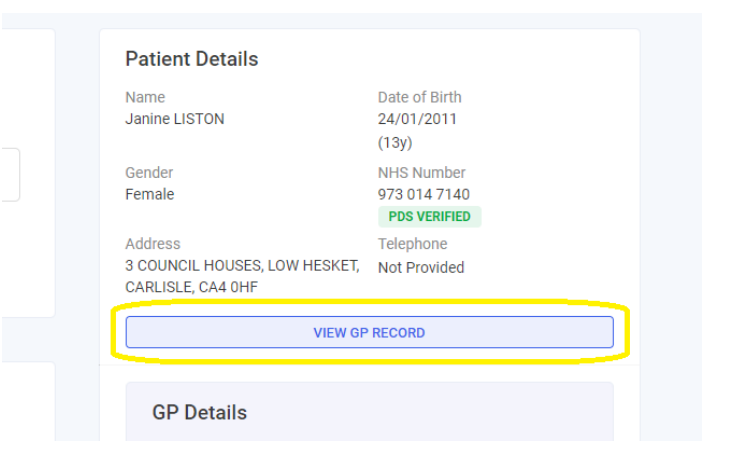 Patient Details
Name
Janine LISTON
Date of Birth
24/01/2011
(13y)
Gender
Female
NHS Number
973 014 7140
PDS VERIFIED
Address
3 COUNCIL HOUSES, LOW HESKET,
CARLISLE, CA4 0HF
Telephone
Not Provided
VIEW GP RECORD
GP Details